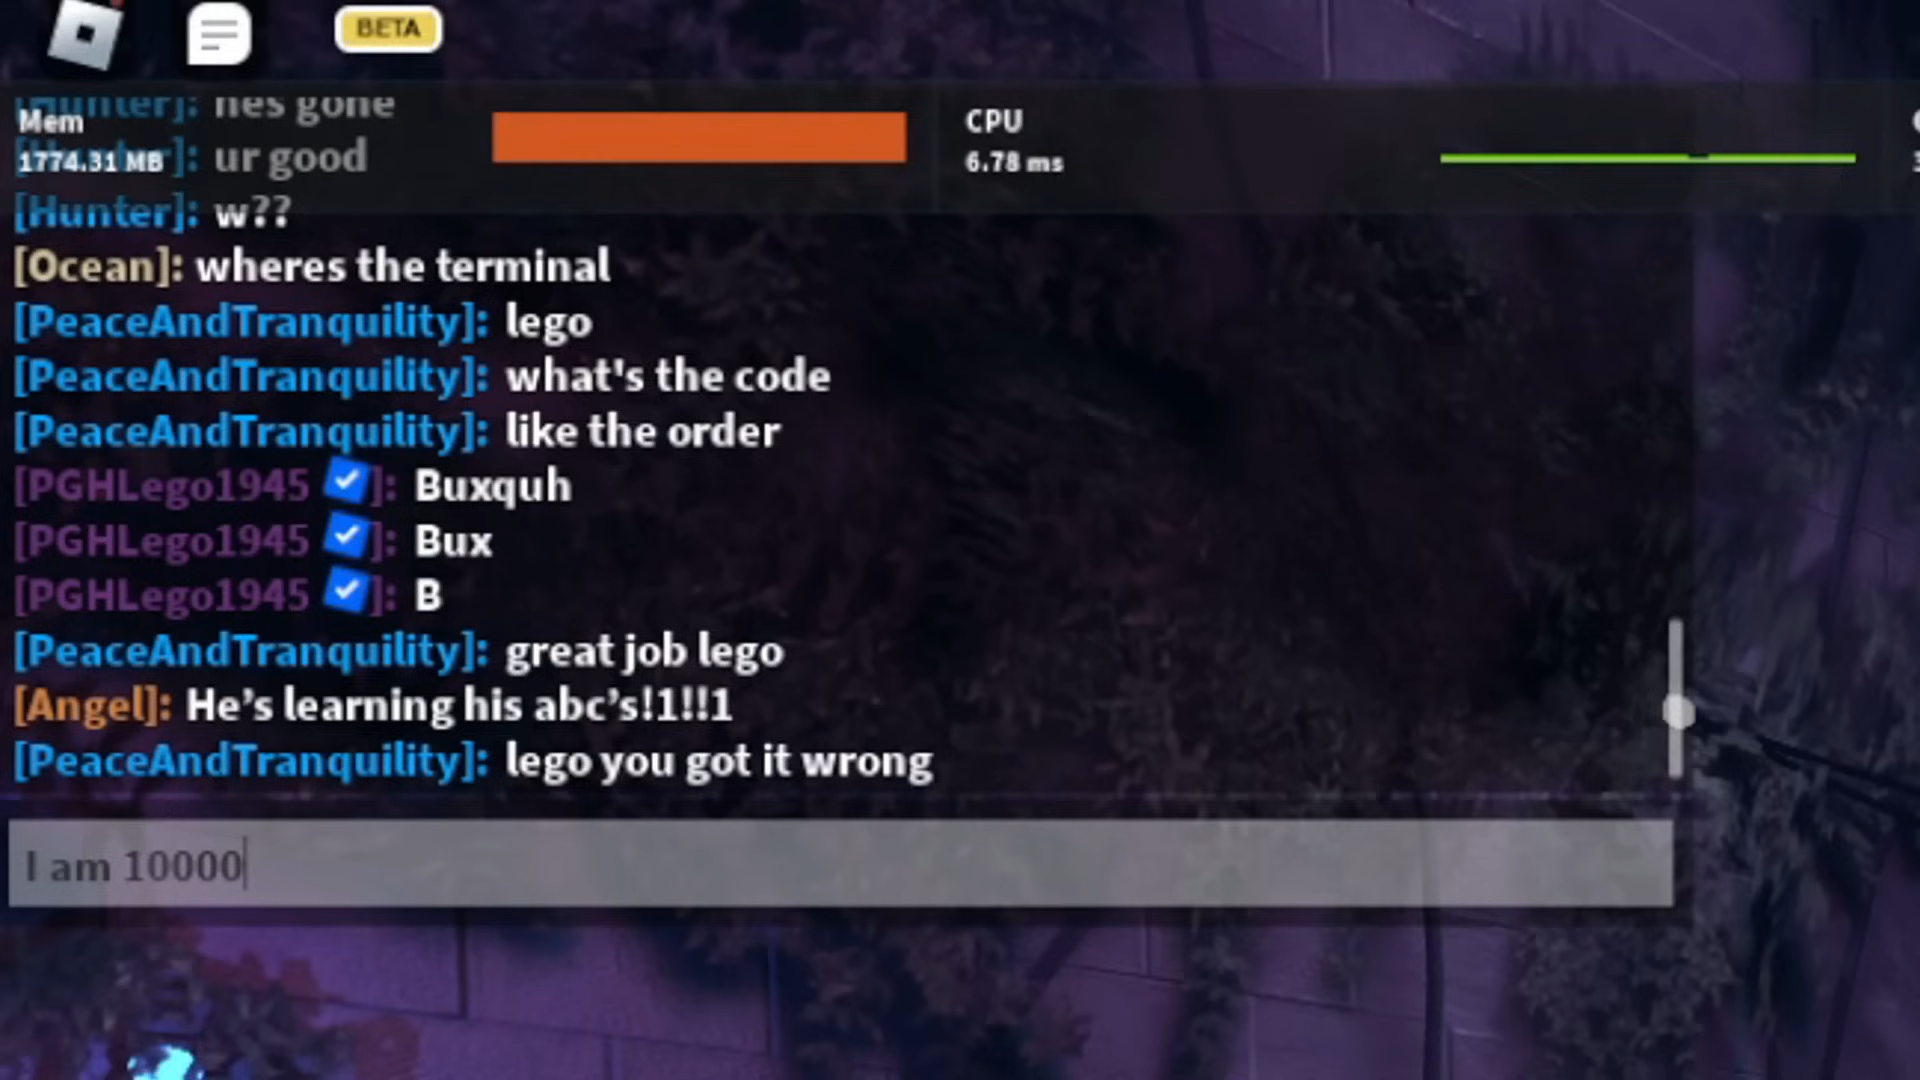 BETA
[Hunter]: hes gone
Mem
CPU
1774.31 MB
[Hunter]: ur good
6.78 ms
[Hunter]: w??
[Ocean]: wheres the terminal
[PeaceAndTranquility]: lego
[PeaceAndTranquility]: what's the code
[PeaceAndTranquility]: like the order
[PGHLego1945 ☑️]: Buxquh
[PGHLego1945 ☑️]: Bux
[PGHLego1945 ☑️]: B
[PeaceAndTranquility]: great job lego
[Angel]: He’s learning his abc’s!1!!1
[PeaceAndTranquility]: lego you got it wrong
I am 10000